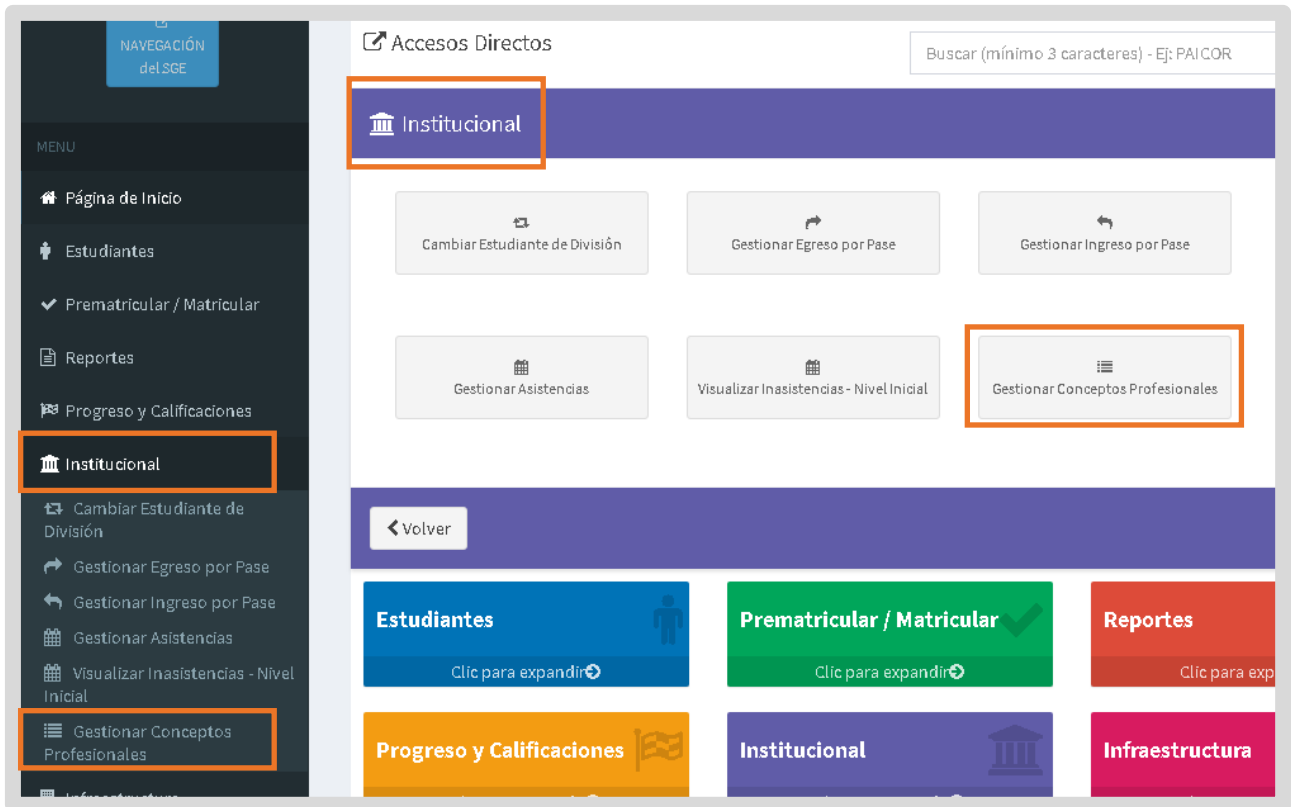 NAVEGACIÓN
del SGE
MENU
Página de Inicio
Estudiantes
Prematricular / Matricular
Reportes
Progreso y Calificaciones
Institucional
Cambiar Estudiante de
División
Gestionar Egreso por Pase
Gestionar Ingreso por Pase
Gestionar Asistencias
Visualizar Inasistencias - Nivel
Inicial
Gestionar Conceptos
Profesionales
Infraestructura
Accesos Directos
Buscar (mínimo 3 caracteres) - Ej: PAICOR
Institucional
Cambiar Estudiante de División
Gestionar Egreso por Pase
Gestionar Ingreso por Pase
Gestionar Asistencias
Visualizar Inasistencias - Nivel Inicial
Gestionar Conceptos Profesionales
Volver
Estudiantes
Clic para expandir
Prematricular / Matricular
Clic para expandir
Reportes
Clic para exp
Progreso y Calificaciones
Institucional
Infraestructura